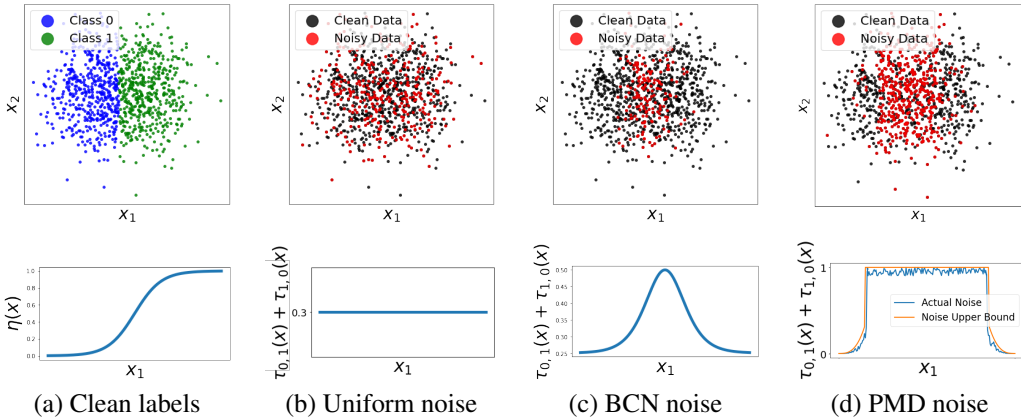 Class 0
Class 1
x₂
x₁
Clean Data
Noisy Data
x₂
x₁
Clean Data
Noisy Data
x₂
x₁
Clean Data
Noisy Data
x₂
x₁
η(x)
1.0
0.8
0.6
0.4
0.2
0.0
x₁
τ₀,₁(x) + τ₁,₀(x)
0.3
x₁
τ₀,₁(x) + τ₁,₀(x)
0.50
0.45
0.40
0.35
0.30
0.25
x₁
τ₀,₁(x) + τ₁,₀(x)
1
0
Actual Noise
Noise Upper Bound
x₁
(a) Clean labels
(b) Uniform noise
(c) BCN noise
(d) PMD noise